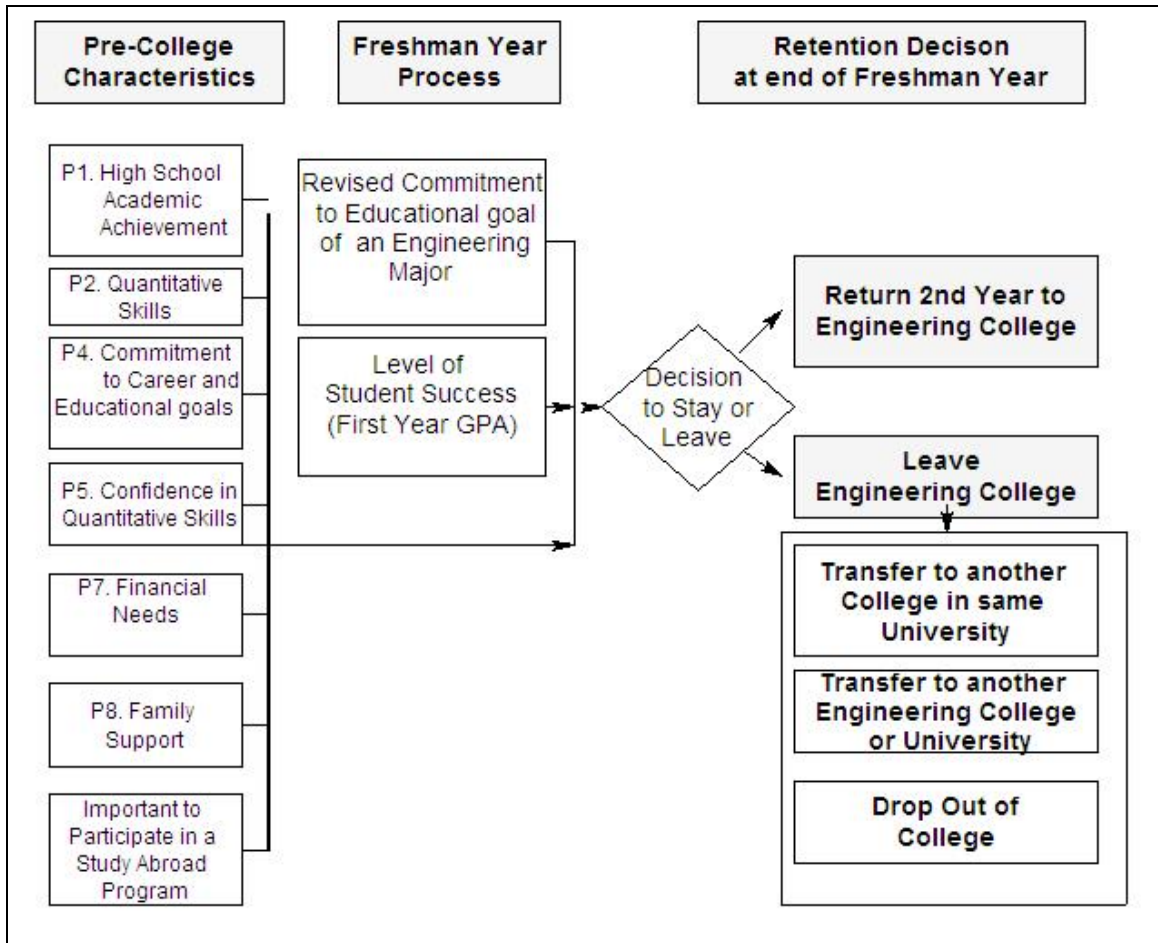 Pre-College
Characteristics
Freshman Year
Process
Retention Decison
at end of Freshman Year
P1. High School
Academic
Achievement
P2. Quantitative
Skills
P4. Commitment
to Career and
Educational goals
P5. Confidence in
Quantitative Skills
P7. Financial
Needs
P8. Family
Support
Important to
Participate in a
Study Abroad
Program
Revised Commitment
to Educational goal
of an Engineering
Major
Level of
Student Success
(First Year GPA)
Decision
to Stay or
Leave
Return 2nd Year to
Engineering College
Leave
Engineering College
Transfer to another
College in same
University
Transfer to another
Engineering College
or University
Drop Out of
College